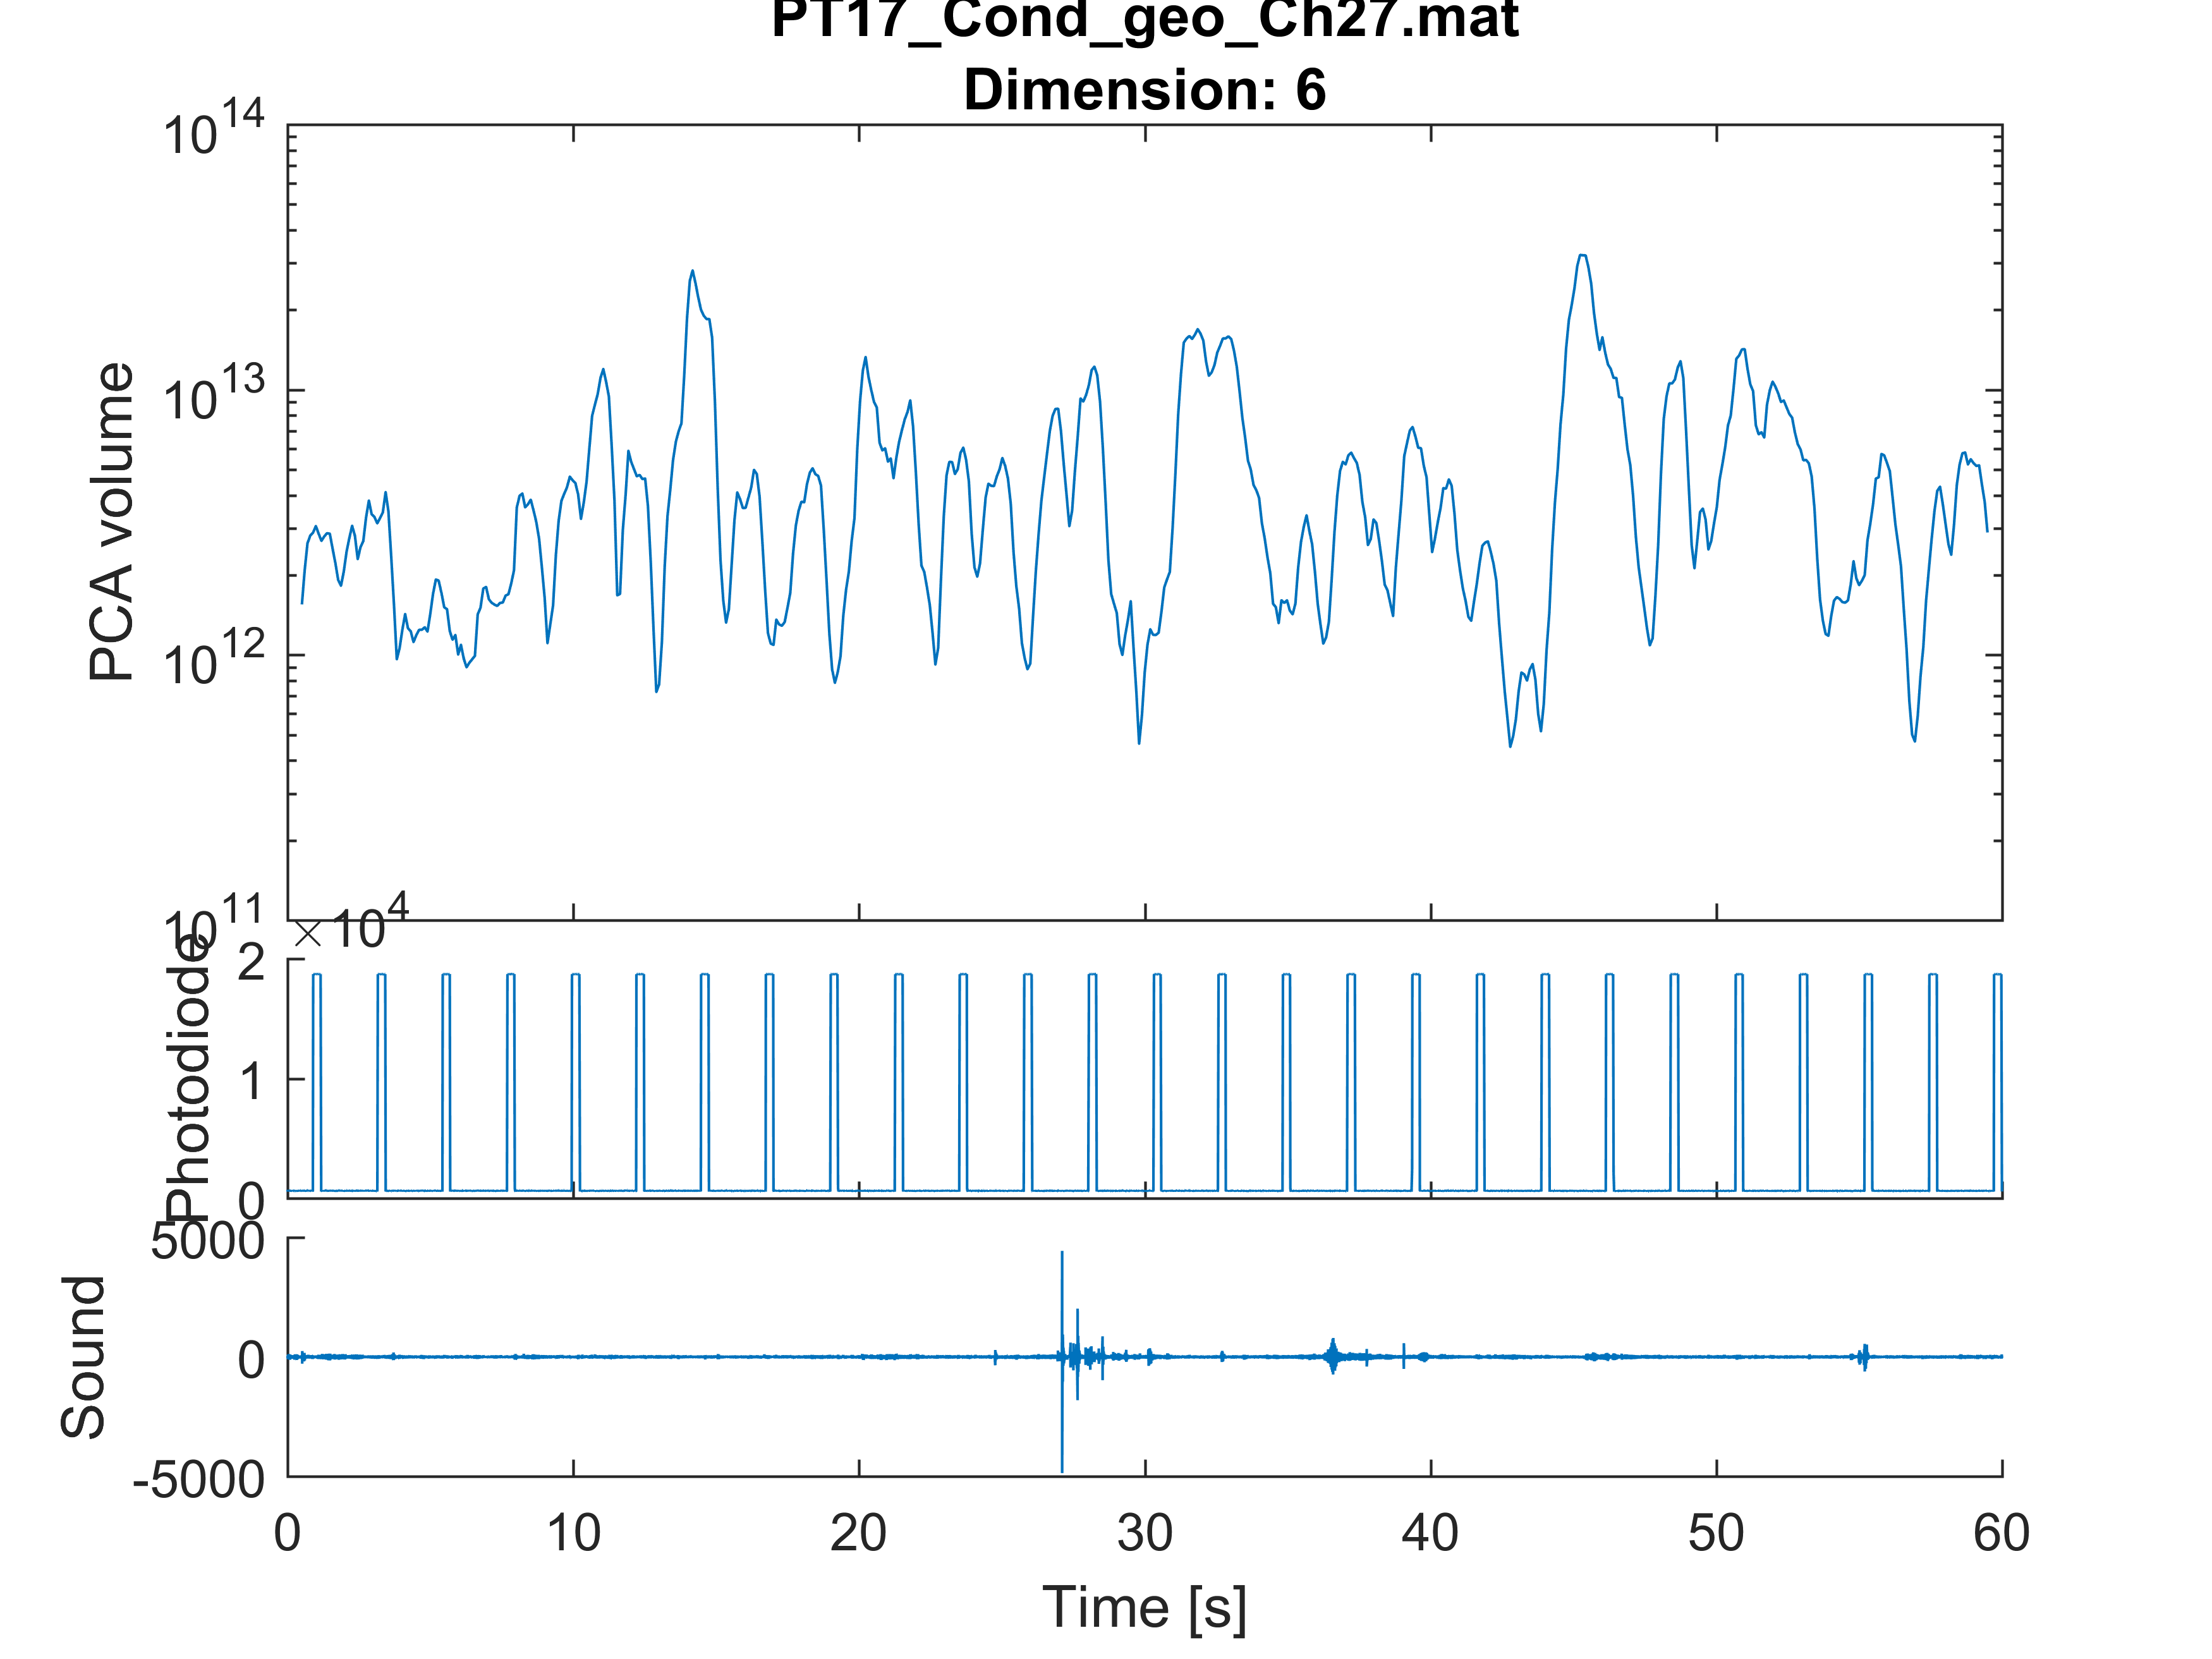 PT17_Cond_geo_Ch27.mat
Dimension: 6
10^14
10^13
10^12
10^11
PCA volume
× 10^4
2
1
0
Photodiode
5000
0
-5000
Sound
0 10 20 30 40 50 60
Time [s]